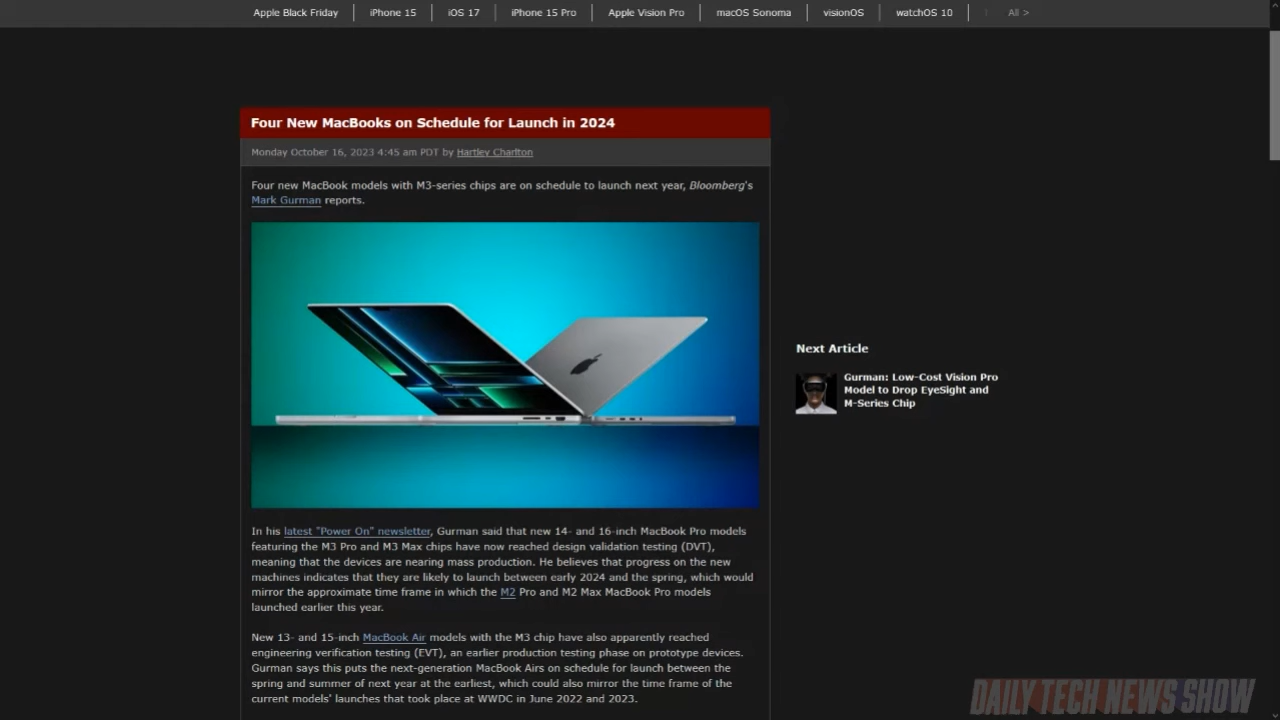 Apple Black Friday iPhone 15 iOS 17 iPhone 15 Pro Apple Vision Pro macOS Sonoma visionOS watchOS 10 All >
Four New MacBooks on Schedule for Launch in 2024
Monday October 16, 2023 4:45 am PDT by Hartley Charlton
Four new MacBook models with M3-series chips are on schedule to launch next year, Bloomberg's
Mark Gurman reports.
In his latest "Power On" newsletter, Gurman said that new 14- and 16-inch MacBook Pro models
featuring the M3 Pro and M3 Max chips have now reached design validation testing (DVT),
meaning that the devices are nearing mass production. He believes that progress on the new
machines indicates that they are likely to launch between early 2024 and the spring, which would
mirror the approximate time frame in which the M2 Pro and M2 Max MacBook Pro models
launched earlier this year.
New 13- and 15-inch MacBook Air models with the M3 chip have also apparently reached
engineering verification testing (EVT), an earlier production testing phase on prototype devices.
Gurman says this puts the next-generation MacBook Airs on schedule for launch between the
spring and summer of next year at the earliest, which could also mirror the time frame of the
current models' launches that took place at WWDC in June 2022 and 2023.
Next Article
Gurman: Low-Cost Vision Pro
Model to Drop EyeSight and
M-Series Chip
DAILY TECH NEWS SHOW